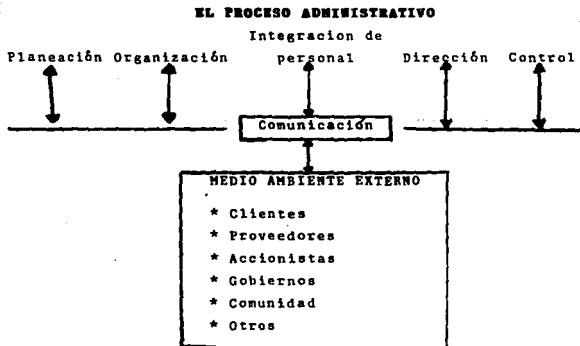 EL PROCESO ADMINISTRATIVO
Integracion de
Planeación Organización personal Dirección Control
Comunicación
MEDIO AMBIENTE EXTERNO
* Clientes
* Proveedores
* Accionistas
* Gobiernos
* Comunidad
* Otros